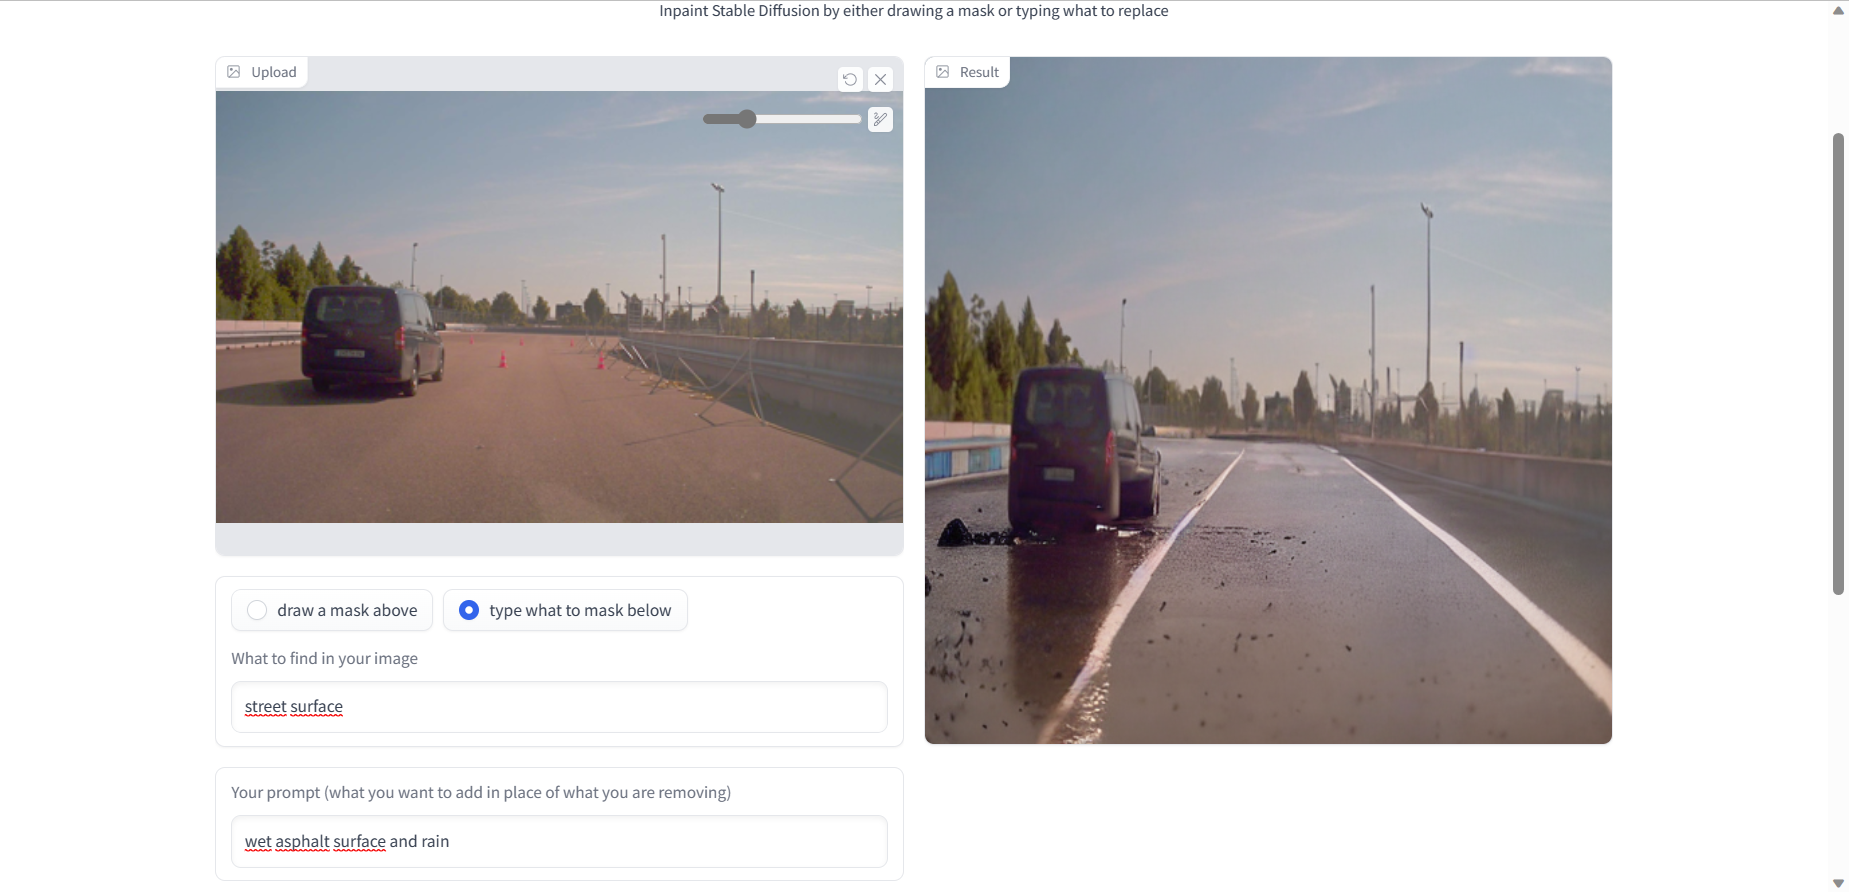 Inpaint Stable Diffusion by either drawing a mask or typing what to replace
Upload
Result
draw a mask above
type what to mask below
What to find in your image
street surface
Your prompt (what you want to add in place of what you are removing)
wet asphalt surface and rain